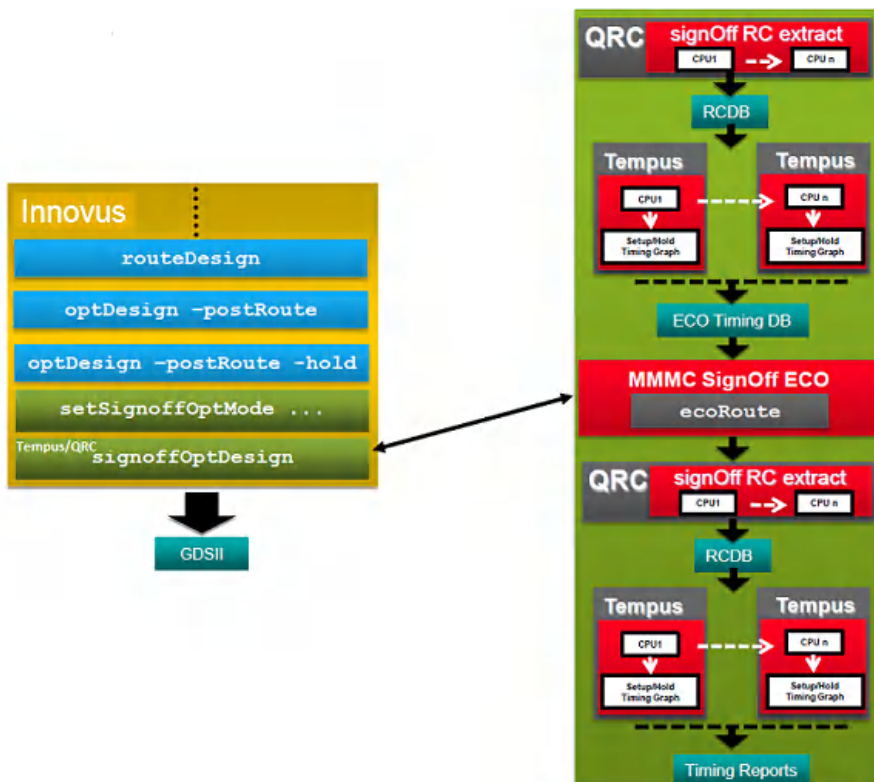 Innovus
routeDesign
optDesign –postRoute
optDesign –postRoute -hold
setSignoffOptMode ...
Tempus/QRC
signoffOptDesign
GDSII
QRC
signOff RC extract
CPU1
CPU n
RCDB
Tempus
Tempus
CPU1
CPU n
Setup/Hold
Timing Graph
Setup/Hold
Timing Graph
ECO Timing DB
MMMC SignOff ECO
ecoRoute
QRC
signOff RC extract
CPU1
CPU n
RCDB
Tempus
Tempus
CPU1
CPU n
Setup/Hold
Timing Graph
Setup/Hold
Timing Graph
Timing Reports